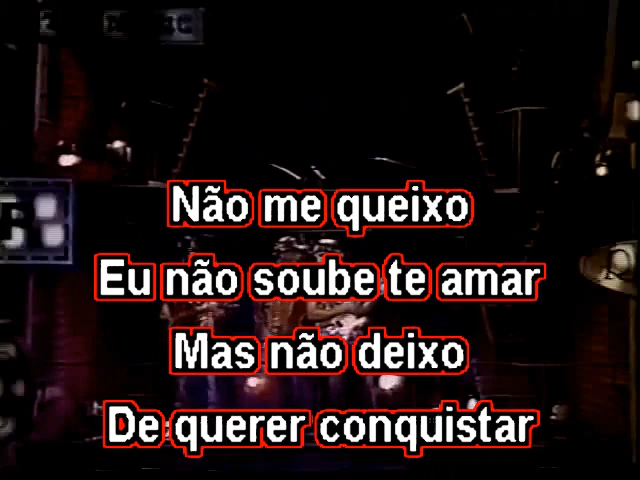 Não me queixo
Eu não soube te amar
Mas não deixo
De querer conquistar